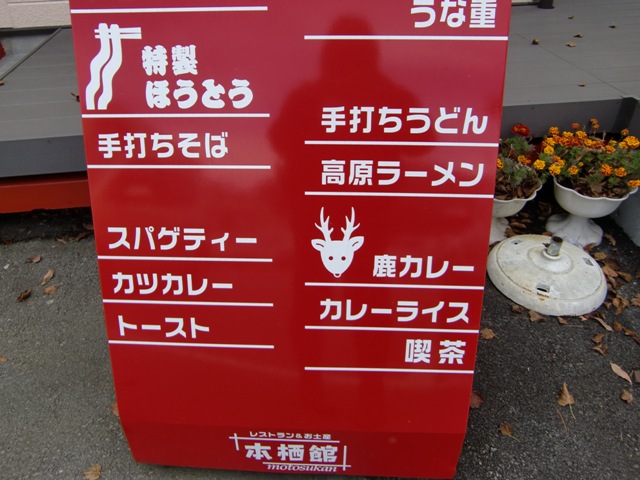 うな重
特製
ほうとう
手打ちうどん
手打ちそば
高原ラーメン
スパゲティー
鹿カレー
カツカレー
カレーライス
トースト
喫茶
レストラン&お土産
本栖館
motosukan